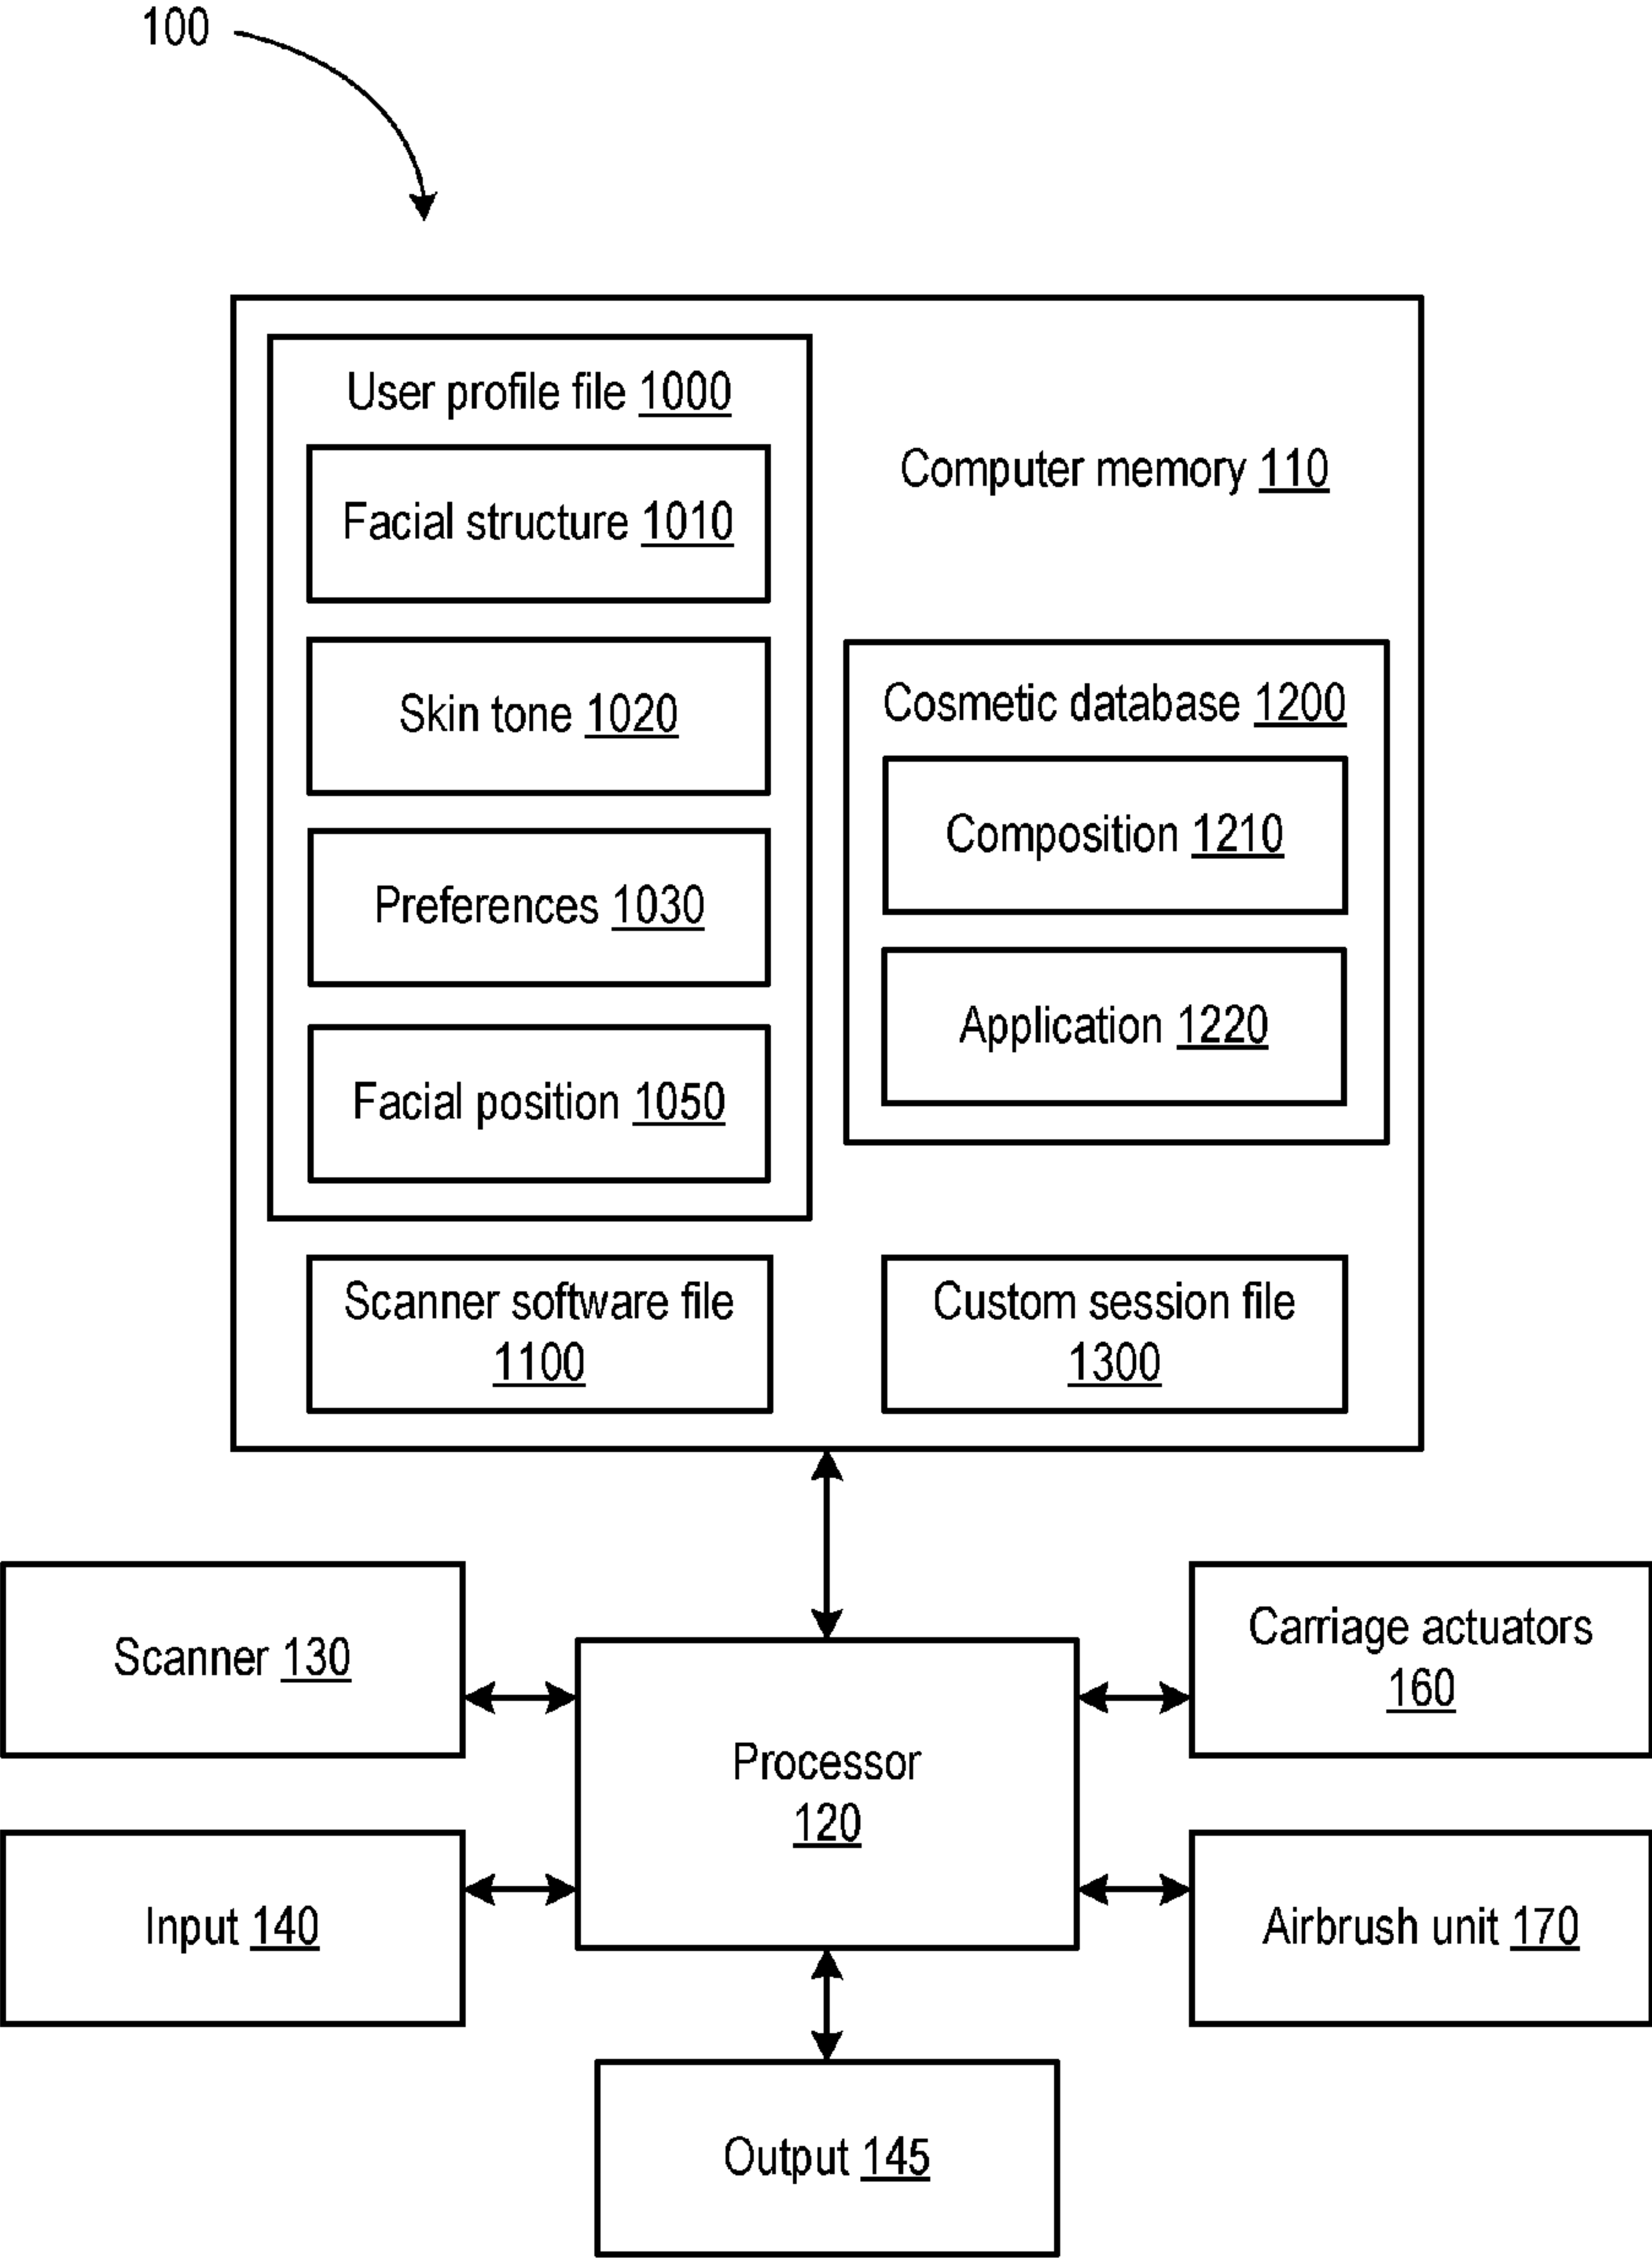 100
User profile file 1000
Facial structure 1010
Skin tone 1020
Preferences 1030
Facial position 1050
Computer memory 110
Cosmetic database 1200
Composition 1210
Application 1220
Scanner software file
1100
Custom session file
1300
Scanner 130
Input 140
Processor
120
Carriage actuators
160
Airbrush unit 170
Output 145